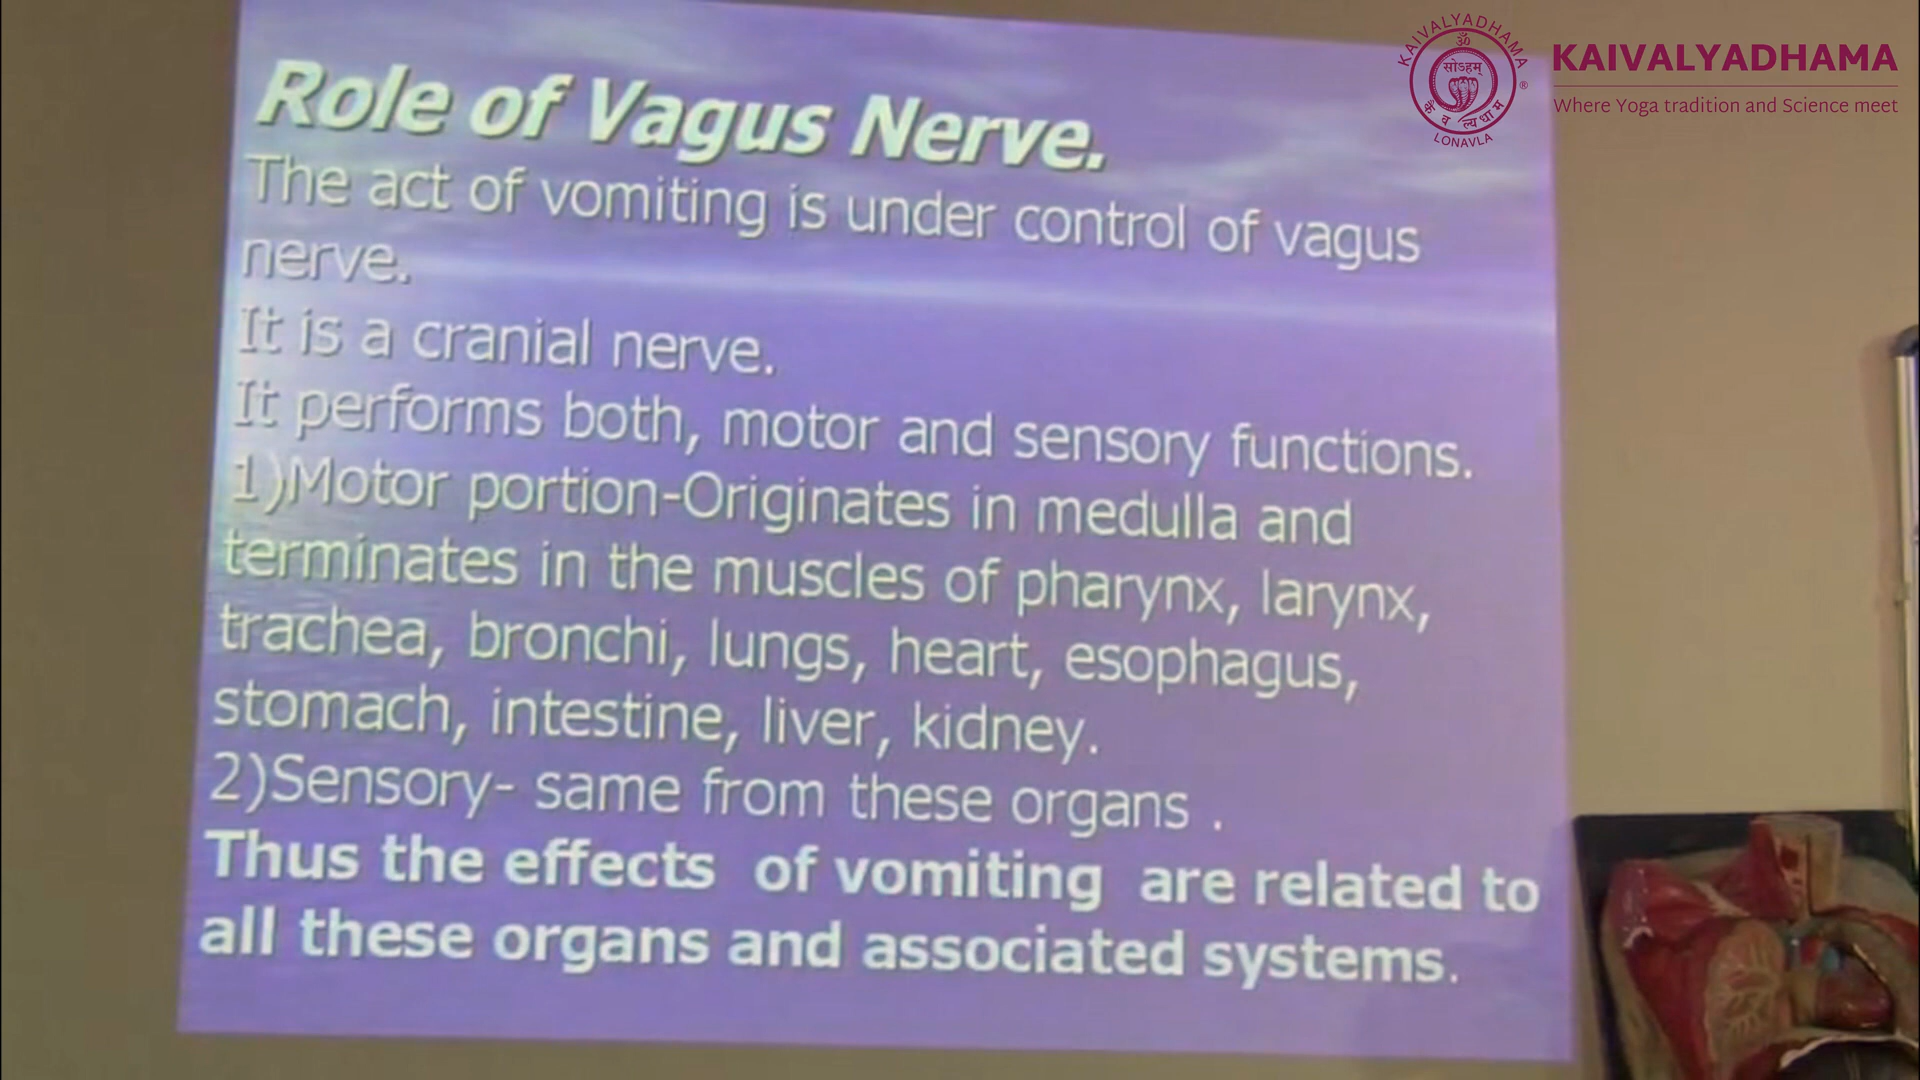 Role of Vagus Nerve.
The act of vomiting is under control of vagus
nerve.
It is a cranial nerve.
It performs both, motor and sensory functions.
1)Motor portion-Originates in medulla and
terminates in the muscles of pharynx, larynx,
trachea, bronchi, lungs, heart, esophagus,
stomach, intestine, liver, kidney.
2)Sensory- same from these organs .
Thus the effects of vomiting are related to
all these organs and associated systems.
KAIVALYADHAMA
ॐ
सोऽहम्
®
कै व ल्य धा म
LONAVLA
KAIVALYADHAMA
Where Yoga tradition and Science meet